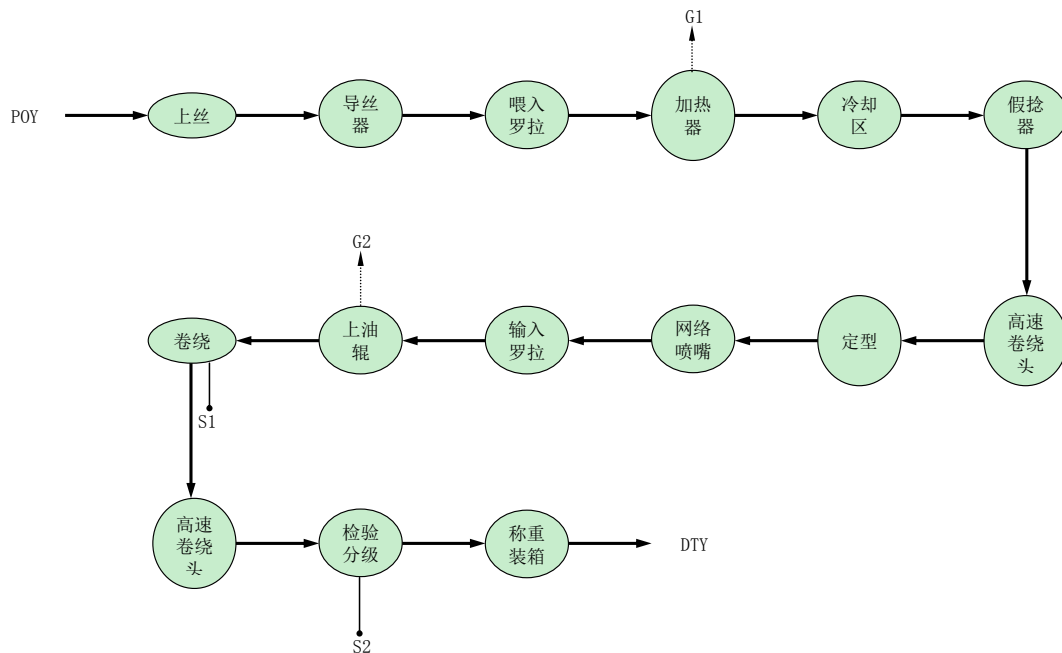 G1
POY
上丝
导丝
器
喂入
罗拉
加热
器
冷却
区
假捻
器
G2
卷绕
上油
辊
输入
罗拉
网络
喷嘴
定型
高速
卷绕
头
S1
高速
卷绕
头
检验
分级
称重
装箱
DTY
S2